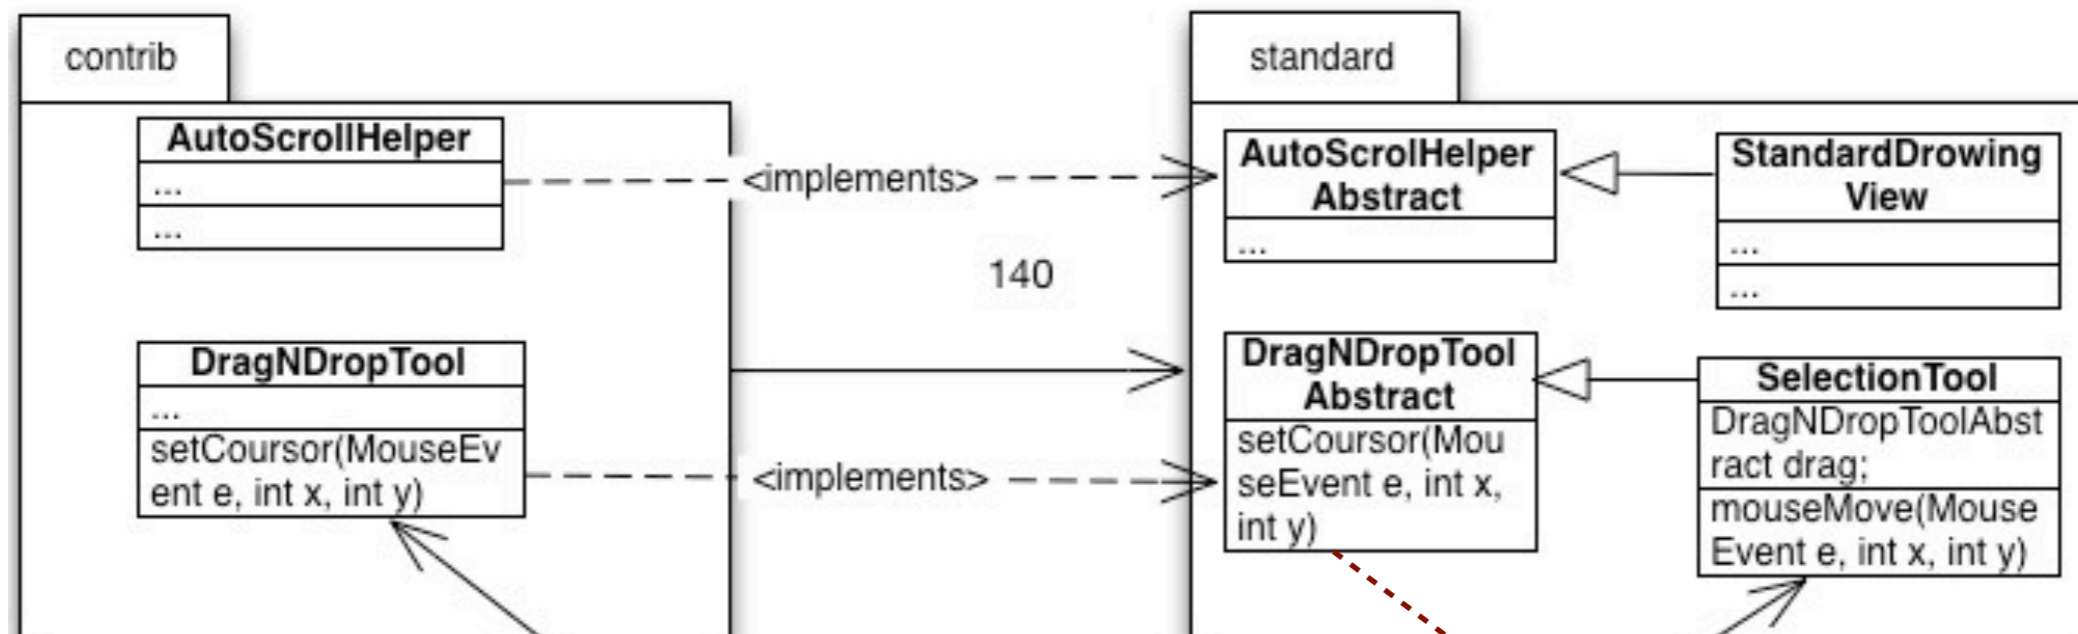 contrib
AutoScrollHelper
...
...
DragNDropTool
...
setCoursor(MouseEv
ent e, int x, int y)
<implements>
140
<implements>
standard
AutoScrolHelper
Abstract
...
StandardDrowing
View
...
...
DragNDropTool
Abstract
setCoursor(Mou
seEvent e, int x,
int y)
SelectionTool
DragNDropToolAbst
ract drag;
mouseMove(Mouse
Event e, int x, int y)